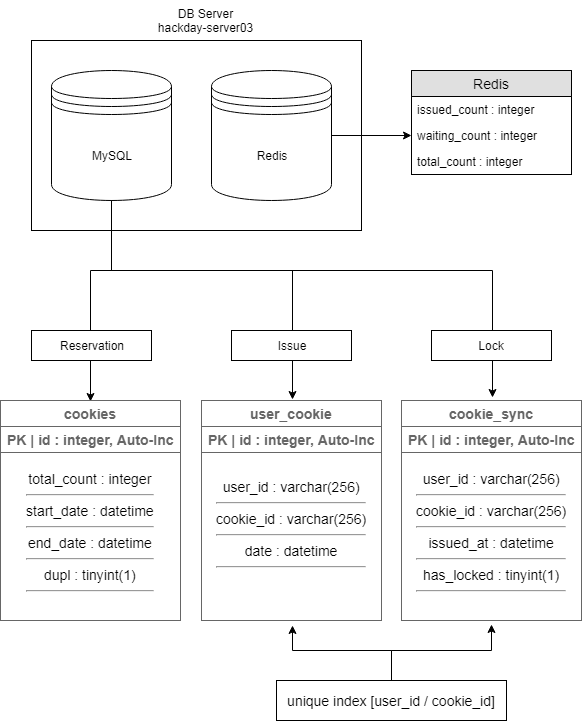 DB Server
hackday-server03
MySQL
Redis
Redis
issued_count : integer
waiting_count : integer
total_count : integer
Reservation
Issue
Lock
cookies
PK | id : integer, Auto-Inc
total_count : integer
start_date : datetime
end_date : datetime
dupl : tinyint(1)
user_cookie
PK | id : integer, Auto-Inc
user_id : varchar(256)
cookie_id : varchar(256)
date : datetime
cookie_sync
PK | id : integer, Auto-Inc
user_id : varchar(256)
cookie_id : varchar(256)
issued_at : datetime
has_locked : tinyint(1)
unique index [user_id / cookie_id]